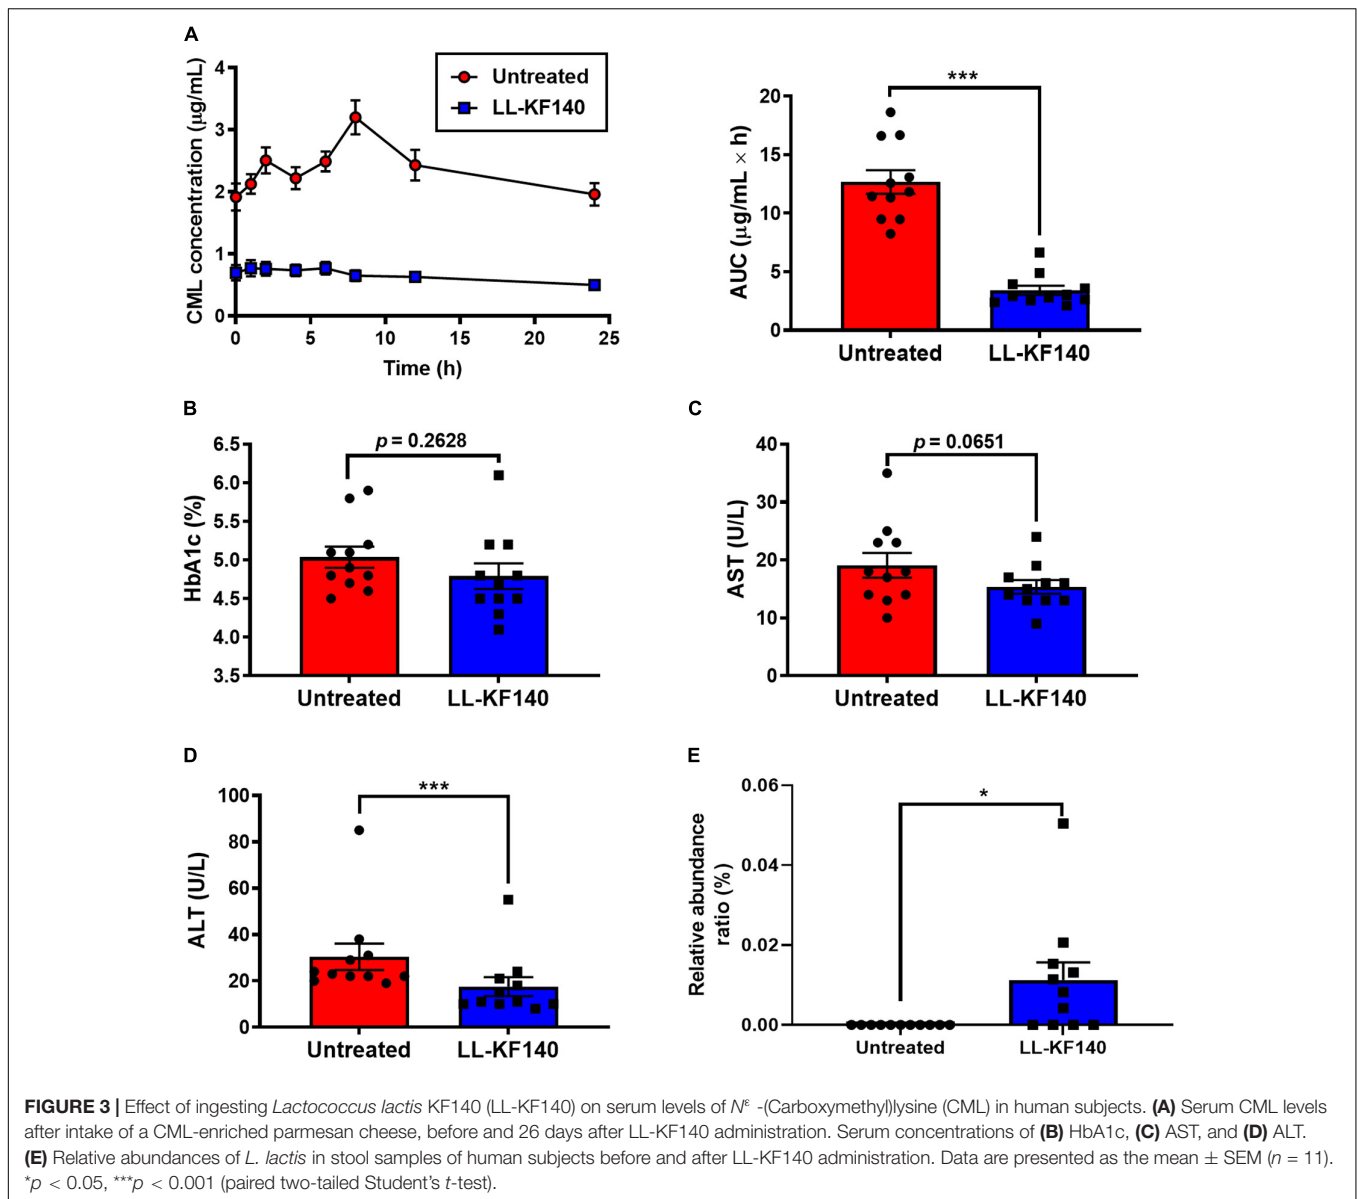 A
CML concentration (μg/mL)
4
3
2
1
0
0 5 10 15 20 25
Time (h)
Untreated
LL-KF140
AUC (μg/mL × h)
20
15
10
5
0
***
Untreated LL-KF140
B
HbA1c (%)
6.5
6.0
5.5
5.0
4.5
4.0
3.5
p = 0.2628
Untreated LL-KF140
C
AST (U/L)
40
30
20
10
0
p = 0.0651
Untreated LL-KF140
D
ALT (U/L)
100
80
60
40
20
0
***
Untreated LL-KF140
E
Relative abundance
ratio (%)
0.06
0.04
0.02
0.00
*
Untreated LL-KF140
FIGURE 3 | Effect of ingesting Lactococcus lactis KF140 (LL-KF140) on serum levels of Nᵋ -(Carboxymethyl)lysine (CML) in human subjects. (A) Serum CML levels
after intake of a CML-enriched parmesan cheese, before and 26 days after LL-KF140 administration. Serum concentrations of (B) HbA1c, (C) AST, and (D) ALT.
(E) Relative abundances of L. lactis in stool samples of human subjects before and after LL-KF140 administration. Data are presented as the mean ± SEM (n = 11).
*p < 0.05, ***p < 0.001 (paired two-tailed Student's t-test).